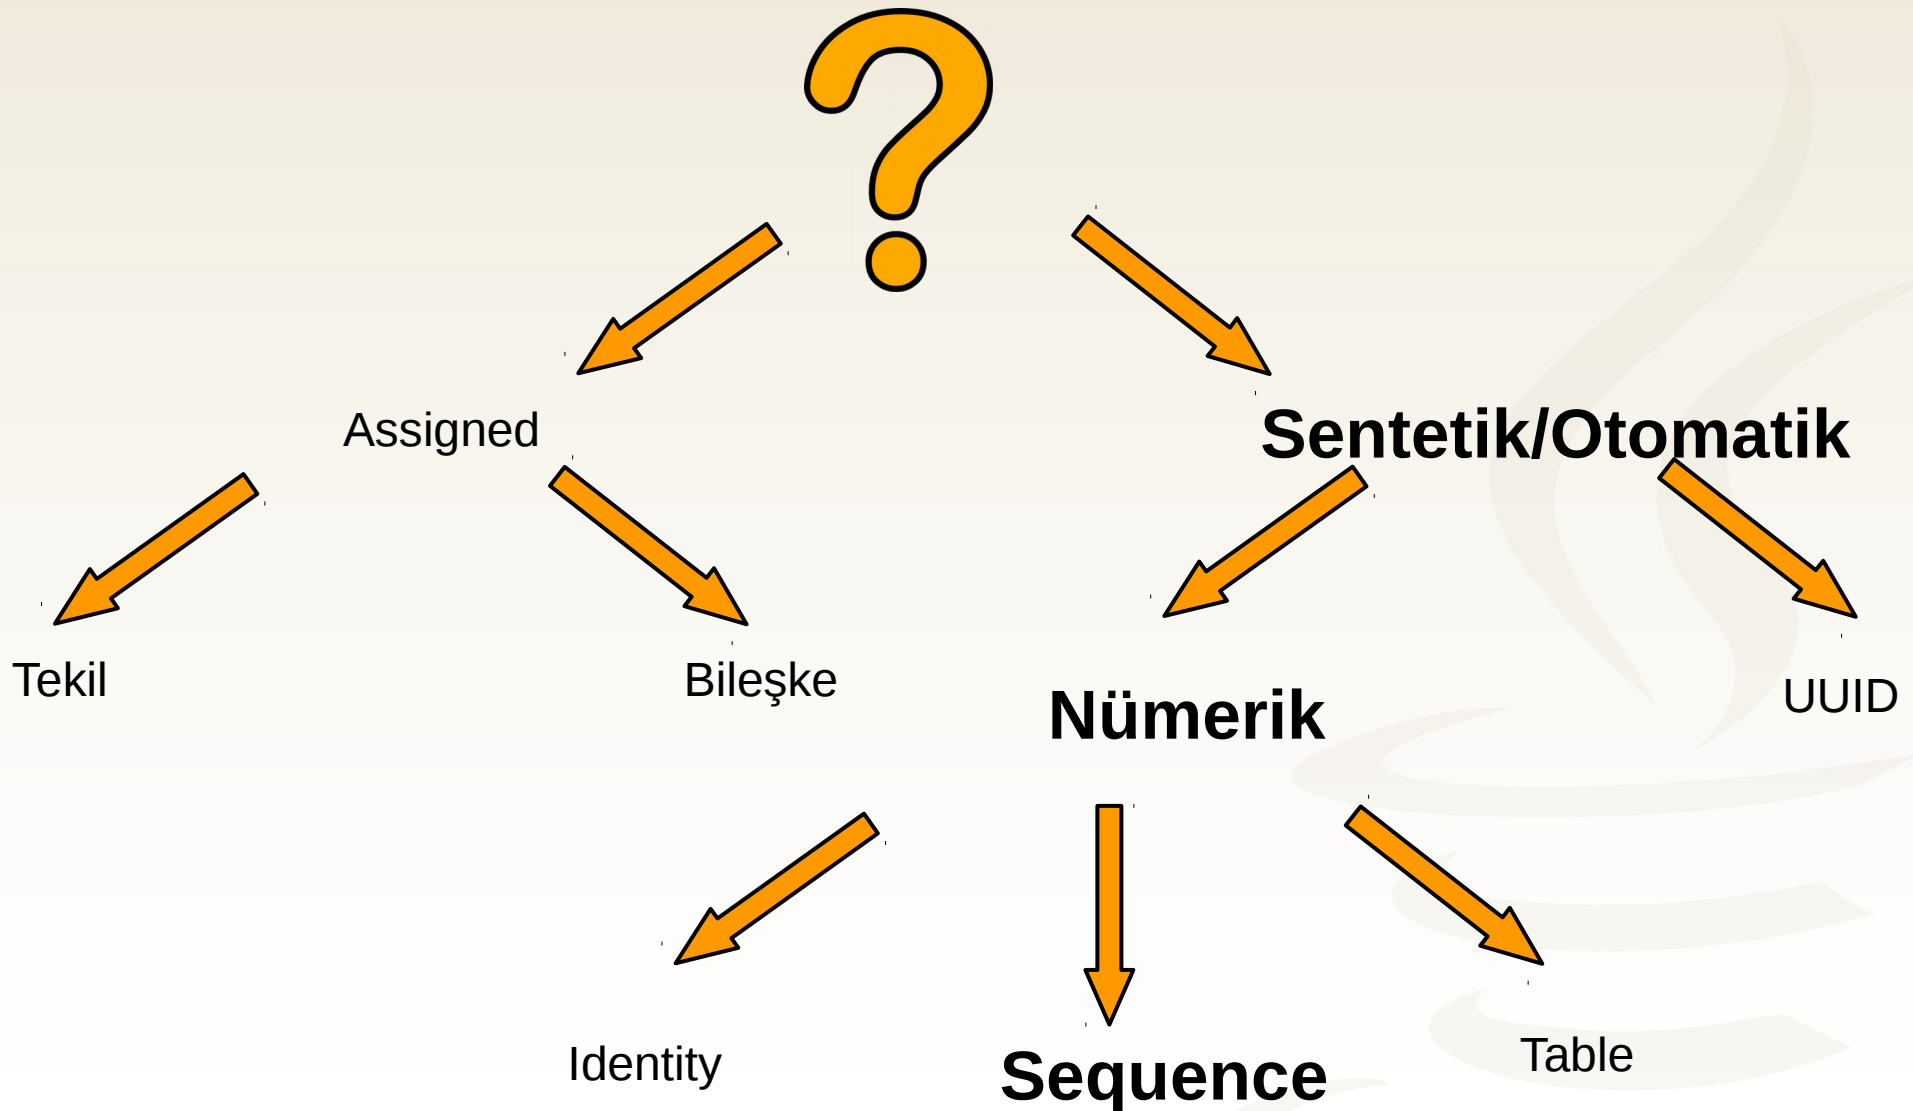 ?
Assigned
Sentetik/Otomatik
Tekil
Bileşke
Nümerik
UUID
Identity
Sequence
Table